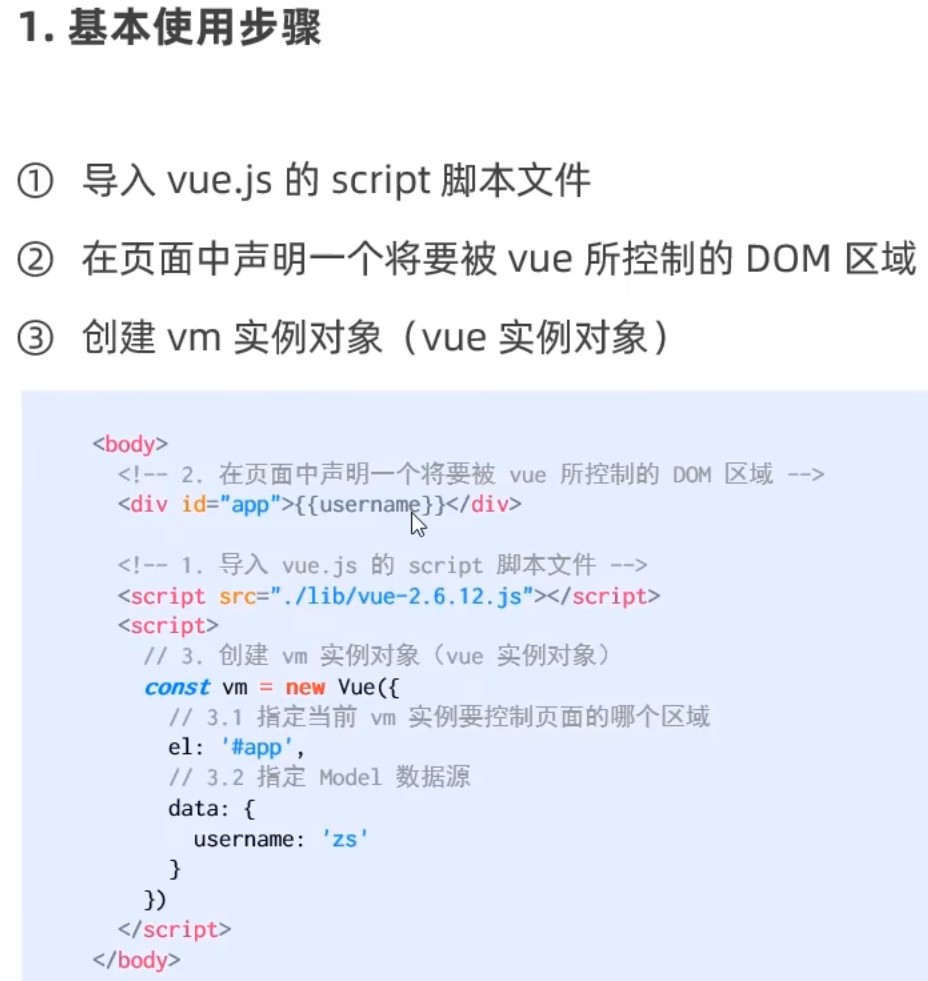 1. 基本使用步骤
① 导入 vue.js 的 script 脚本文件
② 在页面中声明一个将要被 vue 所控制的 DOM 区域
③ 创建 vm 实例对象（vue 实例对象）
<body>
<!-- 2. 在页面中声明一个将要被 vue 所控制的 DOM 区域 -->
<div id="app">{{username}}</div>
<!-- 1. 导入 vue.js 的 script 脚本文件 -->
<script src="./lib/vue-2.6.12.js"></script>
<script>
// 3. 创建 vm 实例对象（vue 实例对象）
const vm = new Vue({
// 3.1 指定当前 vm 实例要控制页面的哪个区域
el: '#app',
// 3.2 指定 Model 数据源
data: {
username: 'zs'
}
})
</script>
</body>